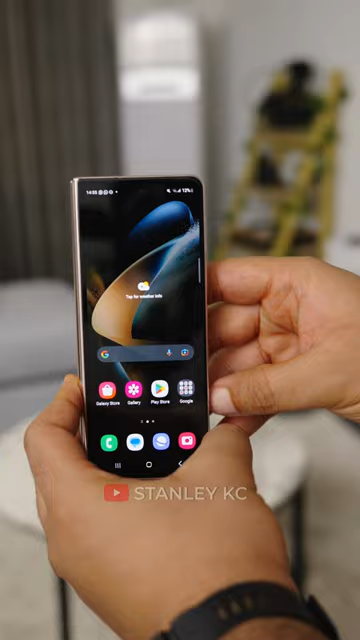 14:55
12%
Tap for weather info
Galaxy Store
Gallery
Play Store
Google
STANLEY KC